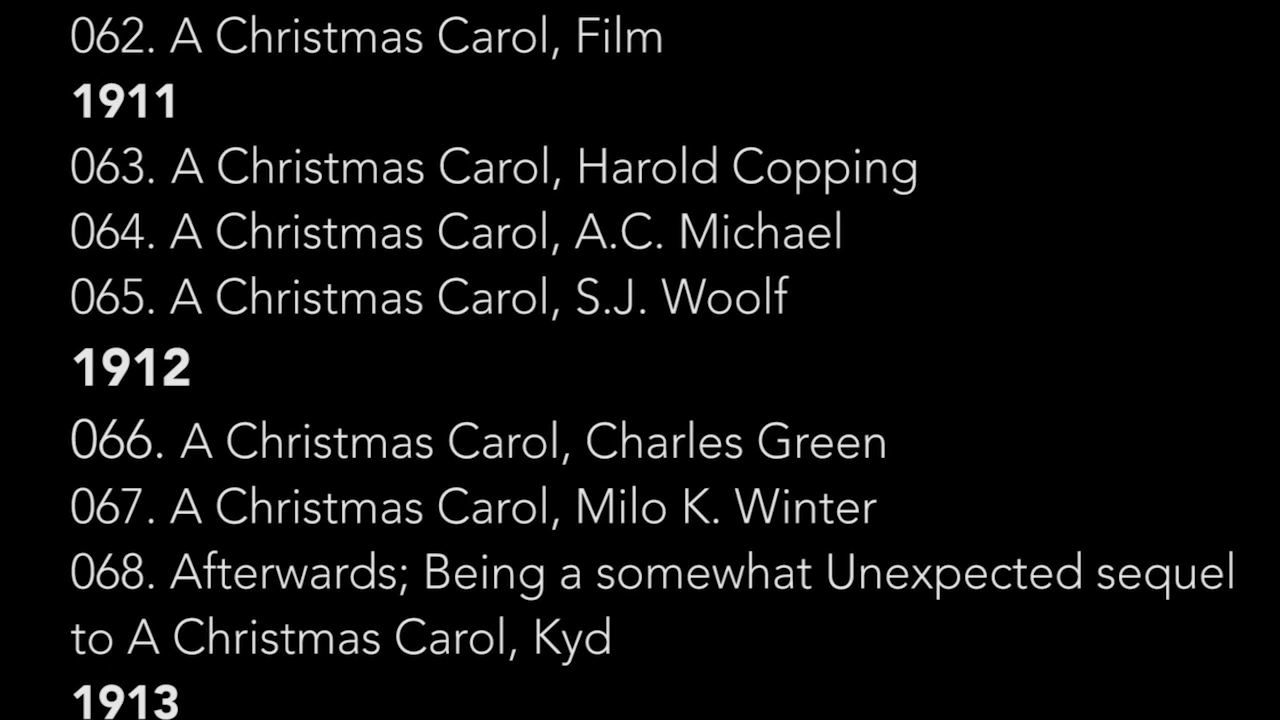 062. A Christmas Carol, Film
1911
063. A Christmas Carol, Harold Copping
064. A Christmas Carol, A.C. Michael
065. A Christmas Carol, S.J. Woolf
1912
066. A Christmas Carol, Charles Green
067. A Christmas Carol, Milo K. Winter
068. Afterwards; Being a somewhat Unexpected sequel
to A Christmas Carol, Kyd
1913